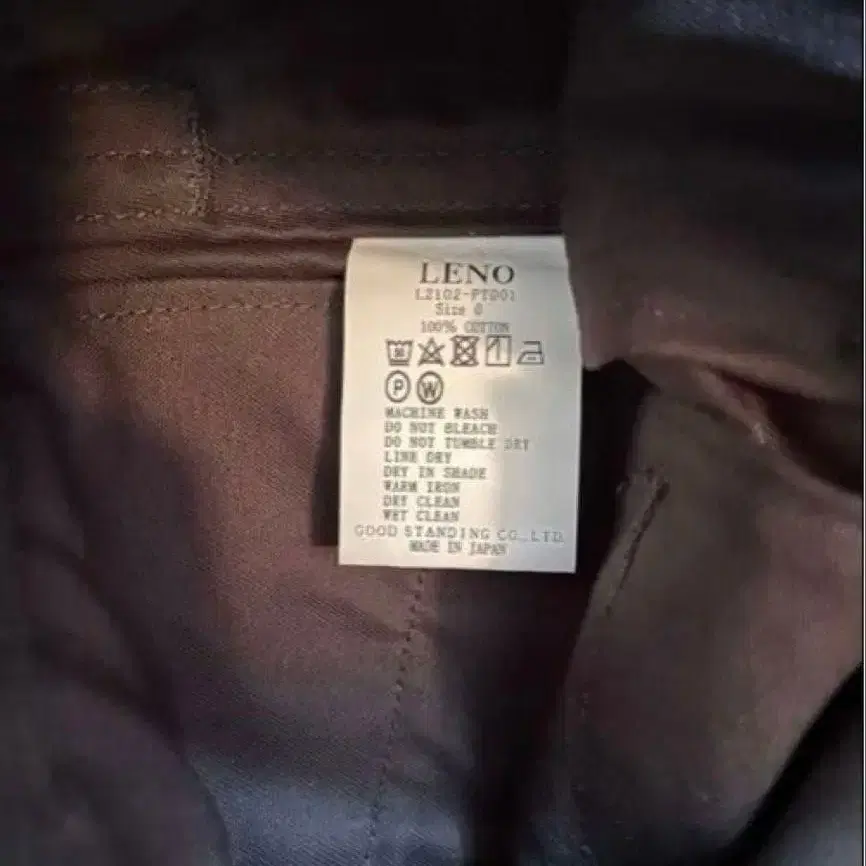 LENO
L2102-PT001
Size 0
100% COTTON
P W
MACHINE WASH
DO NOT BLEACH
DO NOT TUMBLE DRY
LINE DRY
DRY IN SHADE
WARM IRON
DRY CLEAN
WET CLEAN
GOOD STANDING CO.,LTD.
MADE IN JAPAN